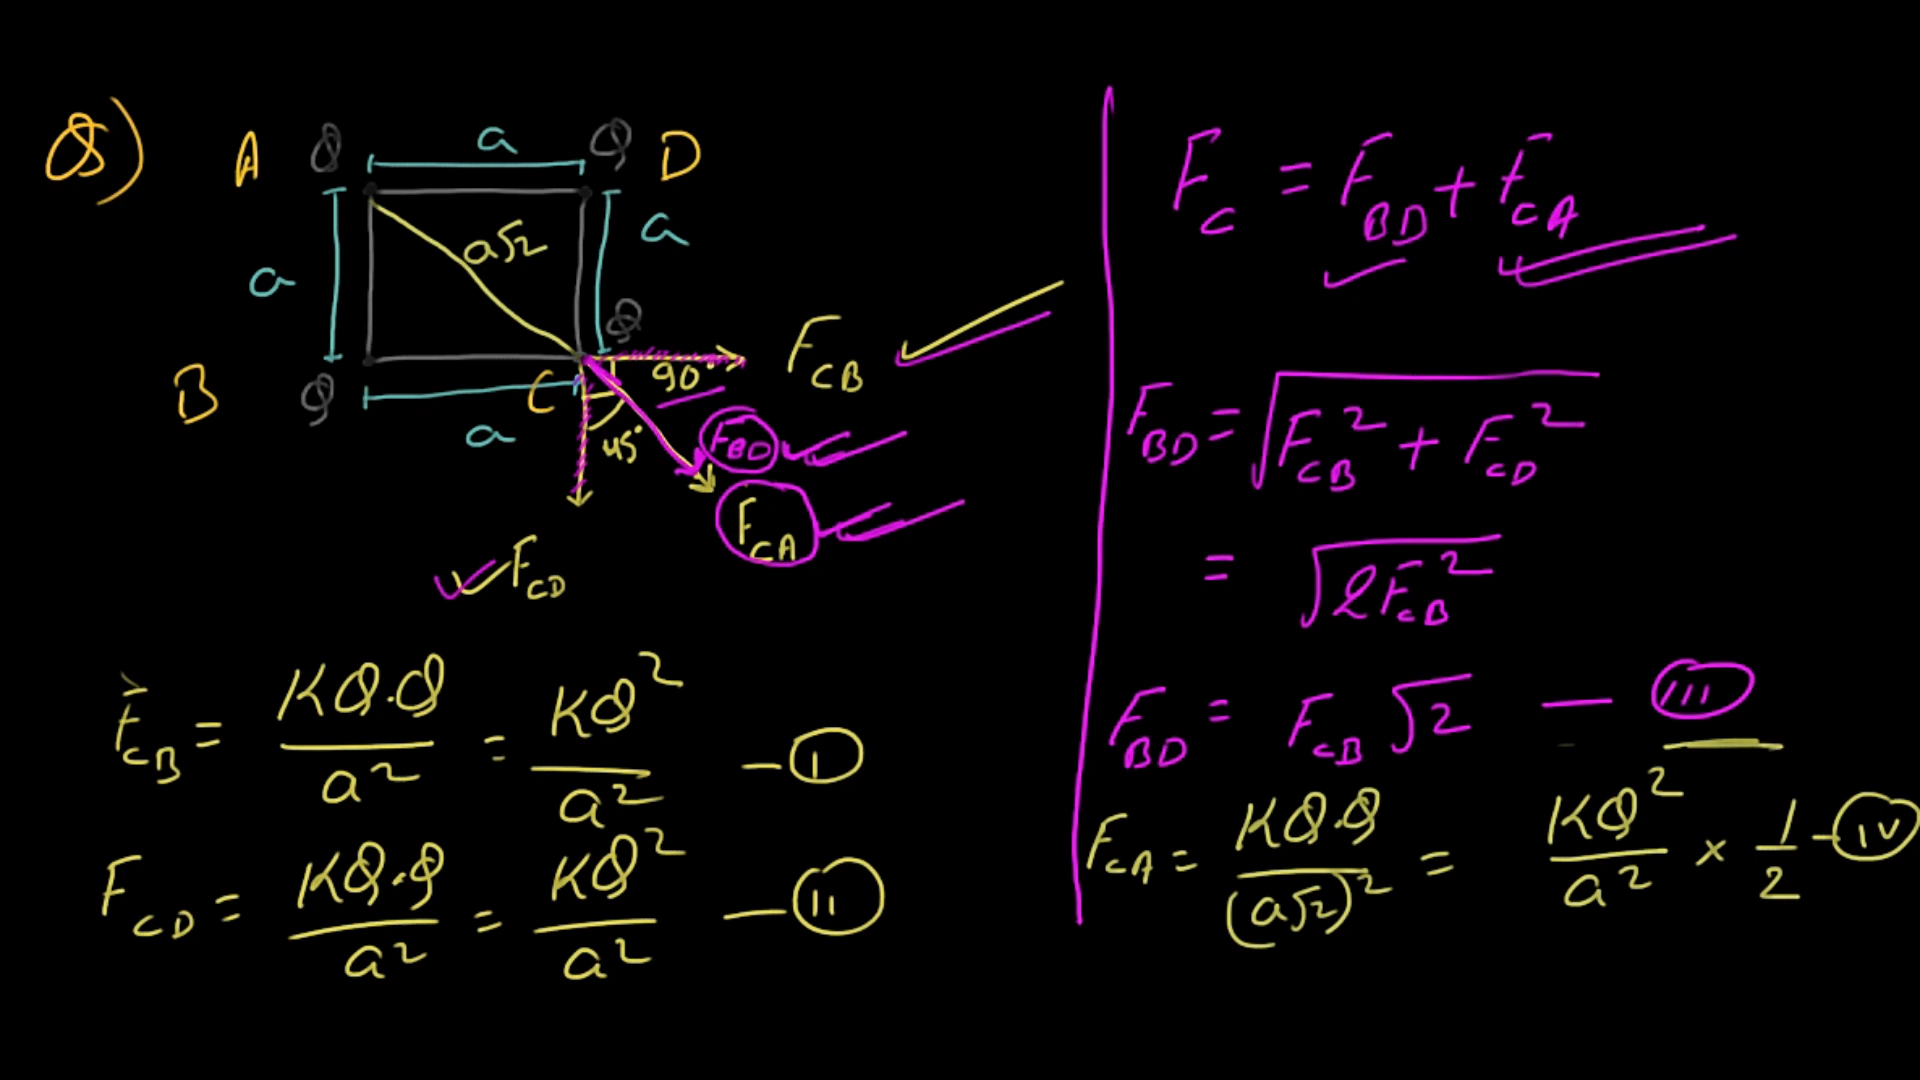 Q)
A Q a Q D
a√2
a
a
Q
F_CB
90°
B Q C
a
45°
F_BD
F_CA
F_CD
F_CB = KQ.Q / a² = KQ² / a² - I
F_CD = KQ.Q / a² = KQ² / a² - II
F_C = F_BD + F_CA
F_BD = √(F_CB² + F_CD²)
= √(2F_CB²)
F_BD = F_CB √2 - III
F_CA = KQ.Q / (a√2)² = KQ² / a² × 1/2 - IV